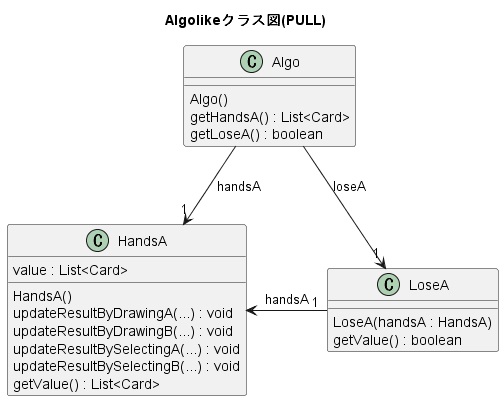 Algolikeクラス図(PULL)
C Algo
Algo()
getHandsA() : List<Card>
getLoseA() : boolean
handsA
loseA
1
1
C HandsA
value : List<Card>
HandsA()
updateResultByDrawingA(...) : void
updateResultByDrawingB(...) : void
updateResultBySelectingA(...) : void
updateResultBySelectingB(...) : void
getValue() : List<Card>
handsA 1
C LoseA
LoseA(handsA : HandsA)
getValue() : boolean